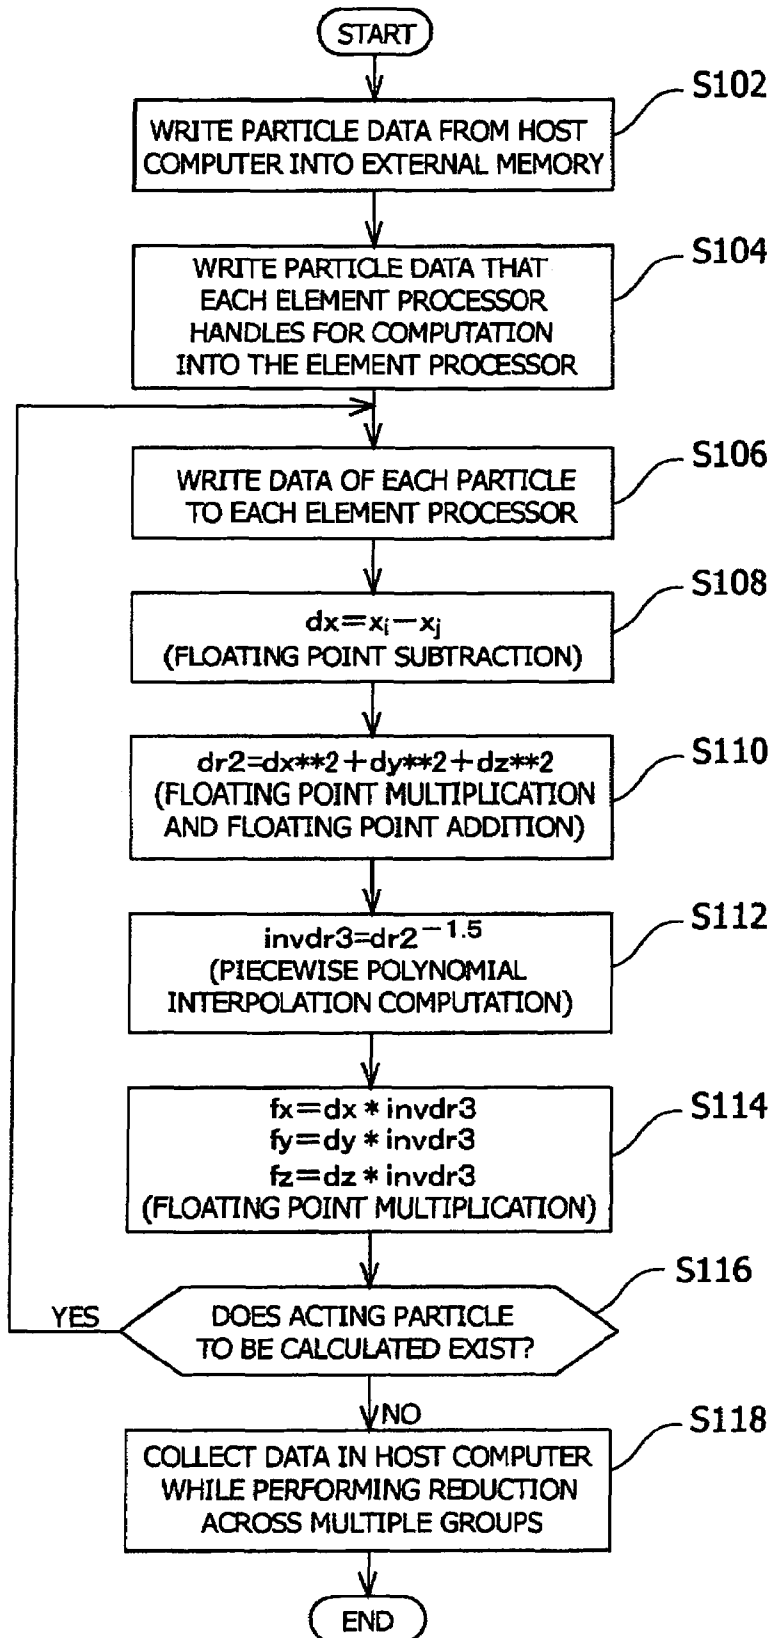 START
S102
WRITE PARTICLE DATA FROM HOST
COMPUTER INTO EXTERNAL MEMORY
S104
WRITE PARTICLE DATA THAT
EACH ELEMENT PROCESSOR
HANDLES FOR COMPUTATION
INTO THE ELEMENT PROCESSOR
S106
WRITE DATA OF EACH PARTICLE
TO EACH ELEMENT PROCESSOR
S108
dx=xi−xj
(FLOATING POINT SUBTRACTION)
S110
dr2=dx**2+dy**2+dz**2
(FLOATING POINT MULTIPLICATION
AND FLOATING POINT ADDITION)
S112
invdr3=dr2−1.5
(PIECEWISE POLYNOMIAL
INTERPOLATION COMPUTATION)
S114
fx=dx * invdr3
fy=dy * invdr3
fz=dz * invdr3
(FLOATING POINT MULTIPLICATION)
S116
YES
DOES ACTING PARTICLE
TO BE CALCULATED EXIST?
NO
S118
COLLECT DATA IN HOST COMPUTER
WHILE PERFORMING REDUCTION
ACROSS MULTIPLE GROUPS
END